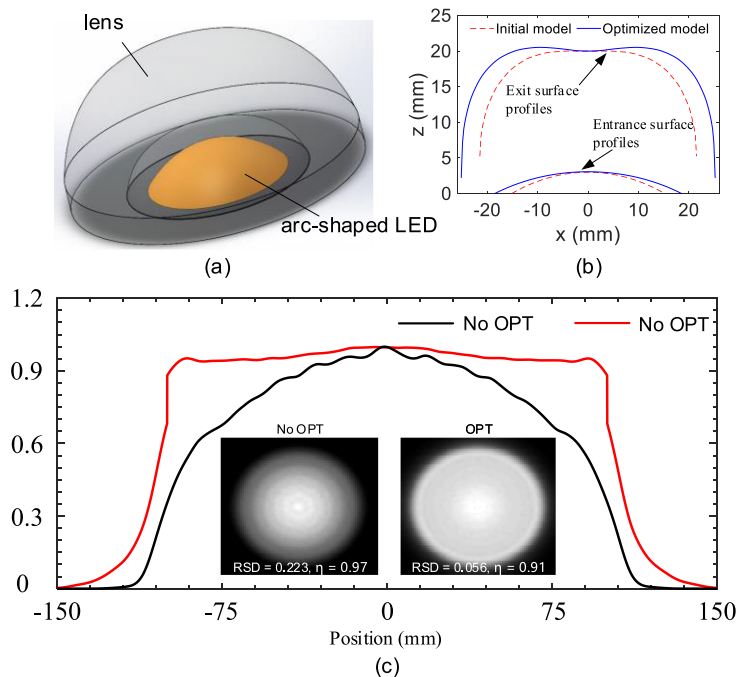 (a)
lens
arc-shaped LED
(b)
25
20
15
10
5
0
z (mm)
Initial model
Optimized model
Exit surface
profiles
Entrance surface
profiles
-20
-10
0
10
20
x (mm)
(a)
(b)
1.2
0.9
0.6
0.3
0
No OPT
No OPT
No OPT
OPT
RSD = 0.223, η = 0.97
RSD = 0.056, η = 0.91
-150
-75
0
75
150
Position (mm)
(c)